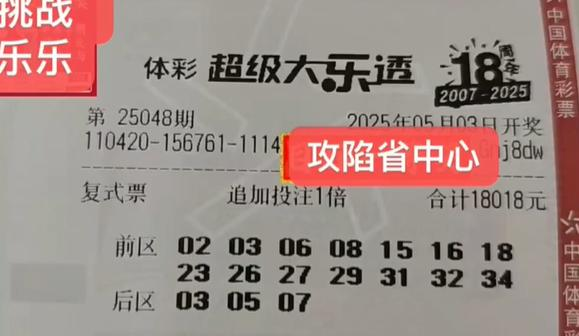 挑战
乐乐
体彩 超级大乐透 18周年
2007-2025
第 25048期 2025年05月03日开奖
110420-156761-1114
nj8dw
攻陷省中心
复式票 追加投注1倍 合计18018元
前区 02 03 06 08 15 16 18
23 26 27 29 31 32 34
后区 03 05 07
中国体育彩票
中国体育彩